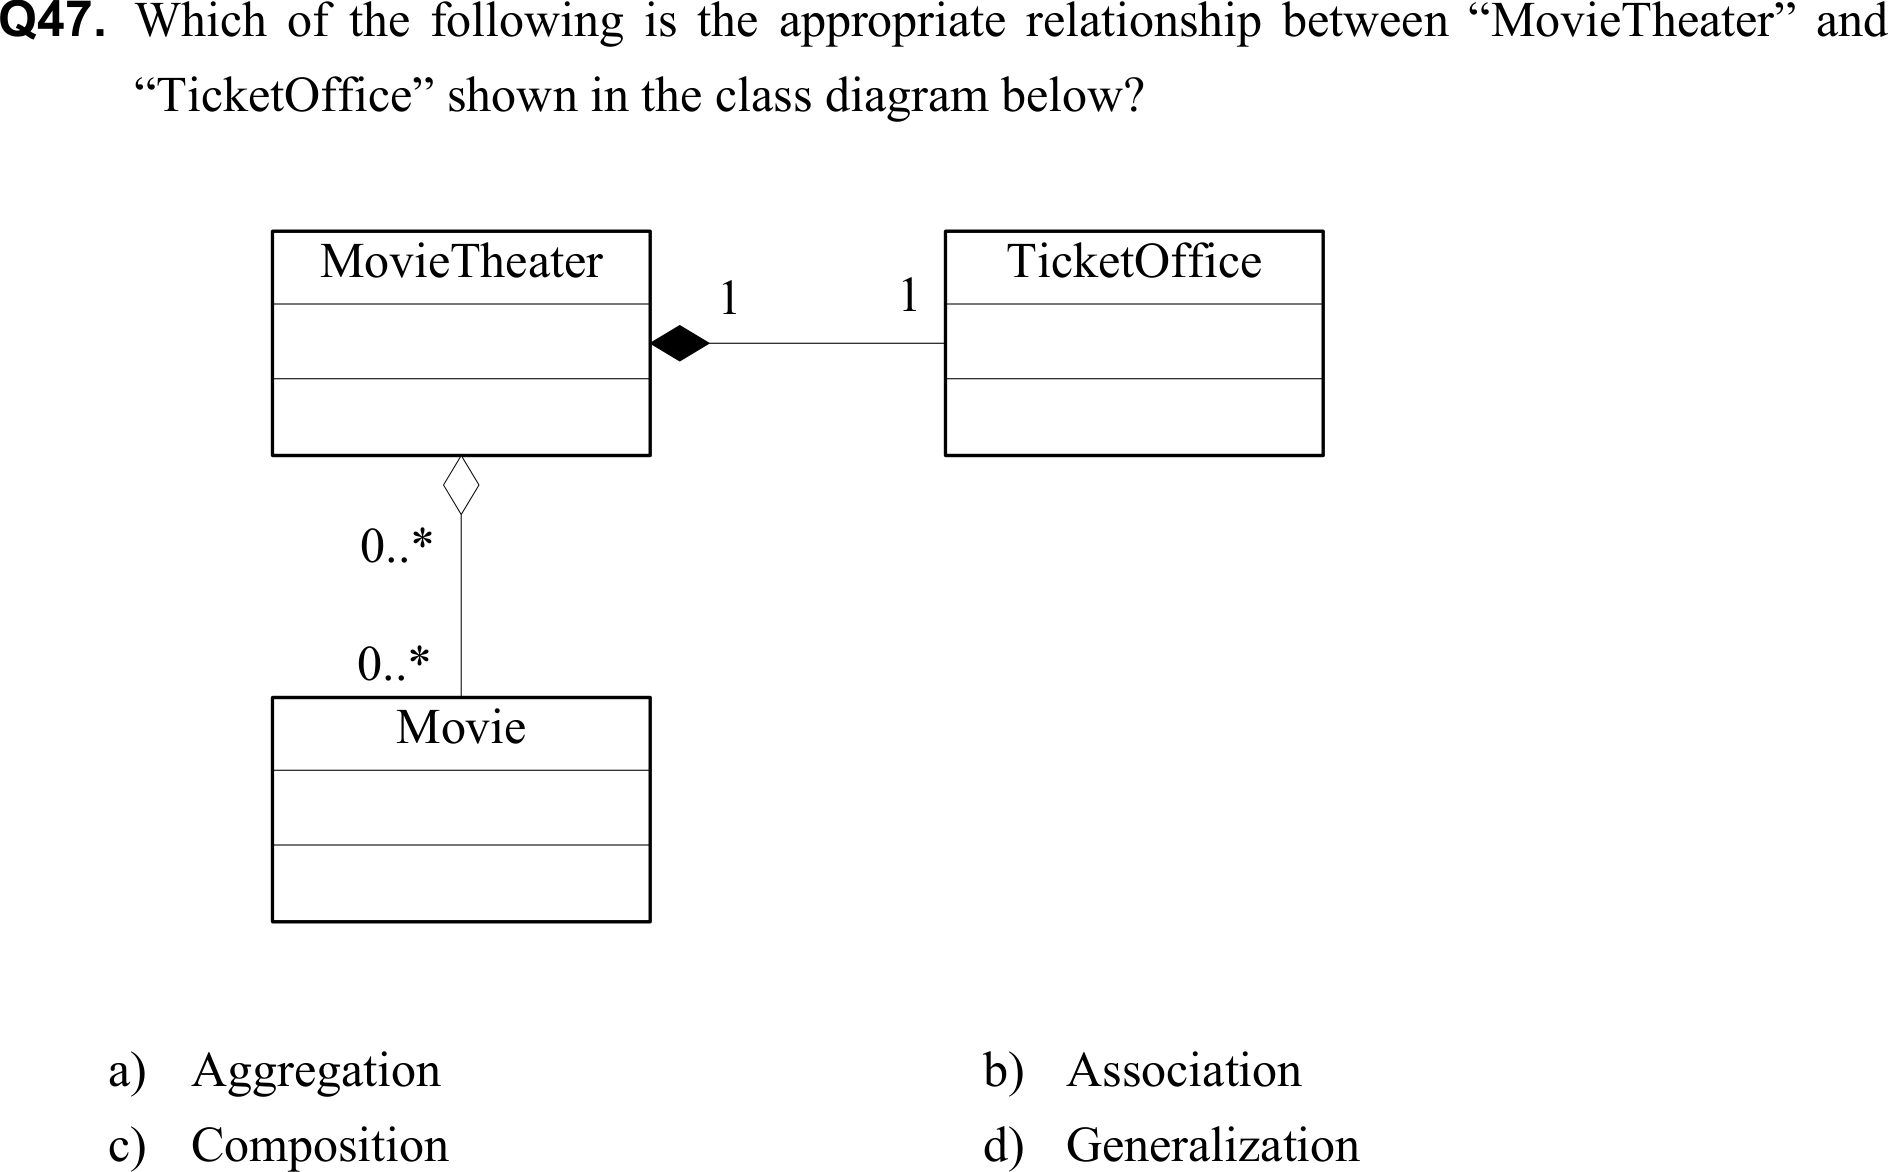 Q47. Which of the following is the appropriate relationship between “MovieTheater” and
“TicketOffice” shown in the class diagram below?
MovieTheater
TicketOffice
1
1
0..*
0..*
Movie
a) Aggregation
b) Association
c) Composition
d) Generalization